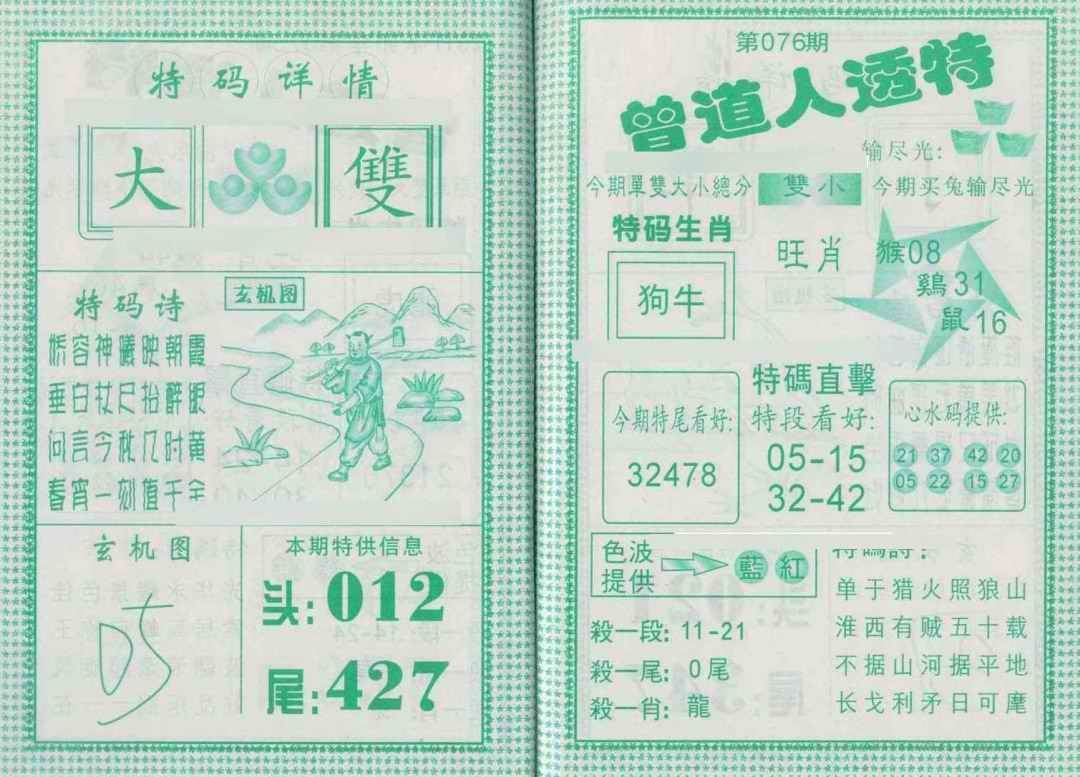 特码详情
大 雙
特码诗
玄机图
桥容神曦映朝霞
垂白杖尺抬醉眼
问言今秋几时黄
春宵一刻值千金
玄机图
本期特供信息
头:012
尾:427
第076期
曾道人透特
输尽光:
今期單雙大小總分 雙小 今期买兔输尽光
特码生肖
狗牛
旺肖
猴08
鷄31
鼠16
今期特尾看好:
32478
特碼直擊
特段看好:
05-15
32-42
心水码提供:
21 37 42 20
05 22 15 27
色波
提供
藍 紅
殺一段: 11-21
殺一尾: 0尾
殺一肖: 龍
特碼詩:
单于猎火照狼山
淮西有贼五十载
不据山河据平地
长戈利矛日可麾